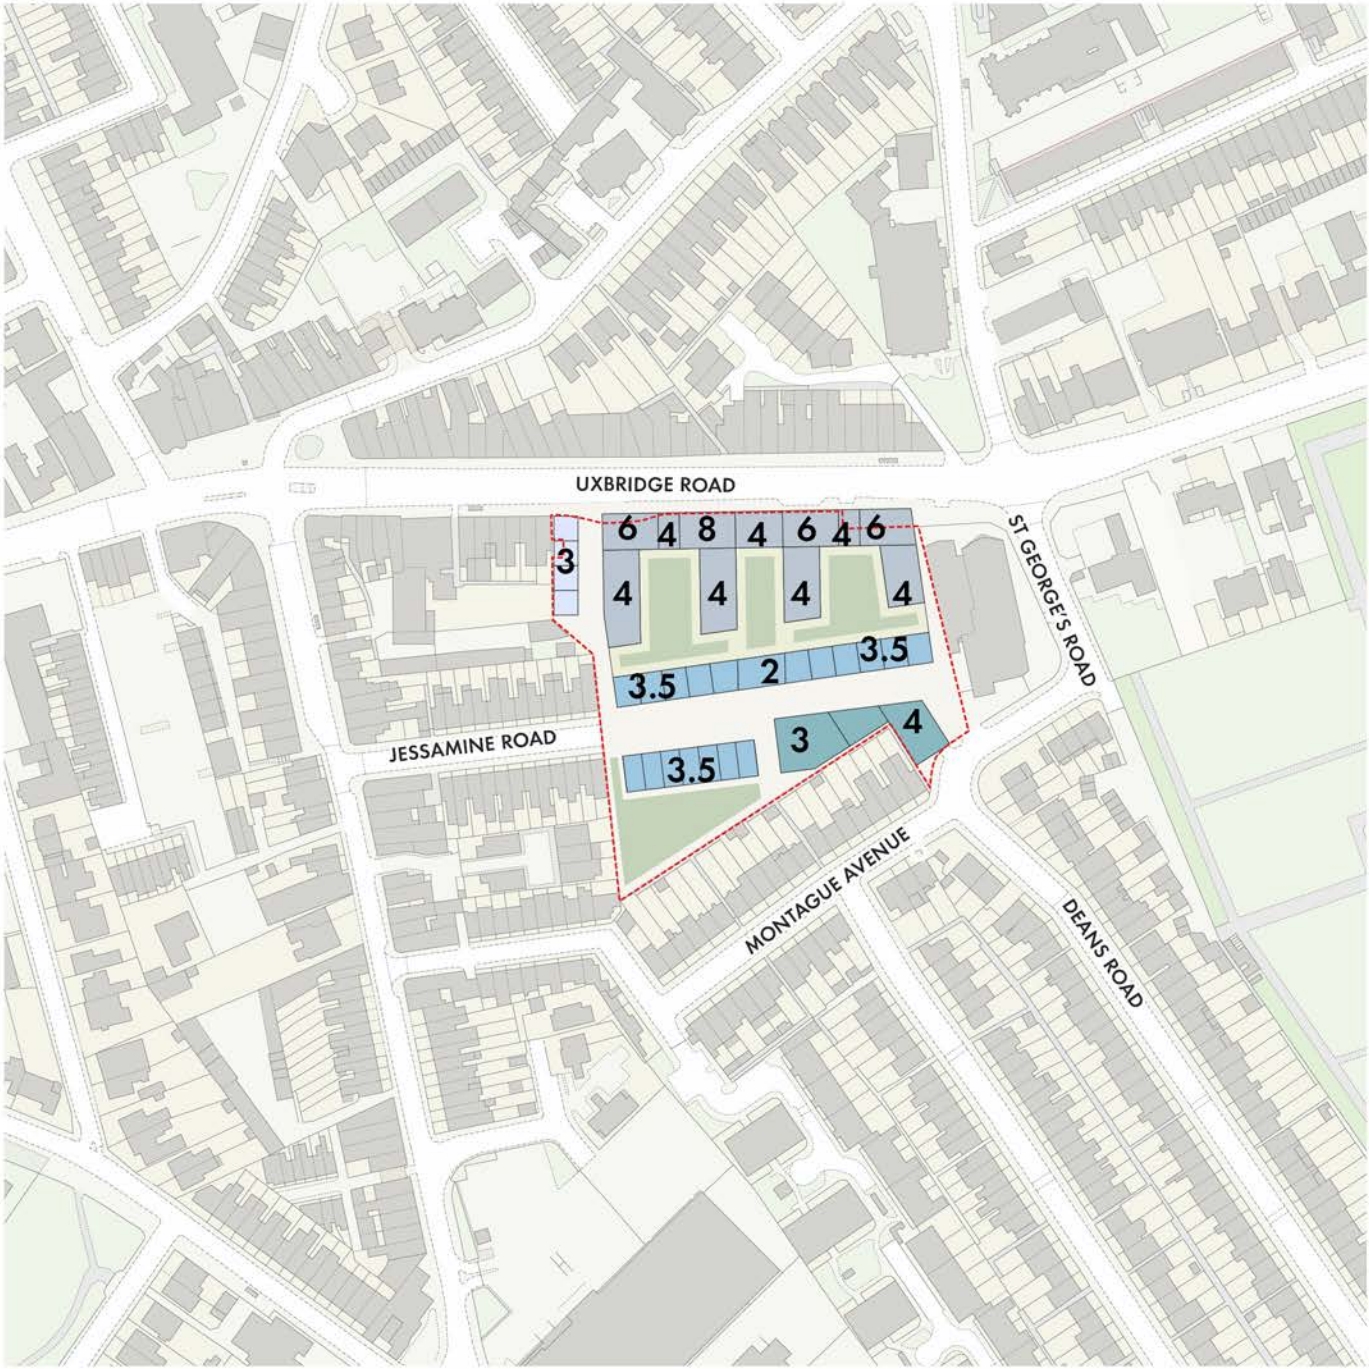 UXBRIDGE ROAD
6 4 8 4 6 4 6
3
4 4 4 4
3.5 2 3.5
ST GEORGE'S ROAD
JESSAMINE ROAD
3 4
3.5
MONTAGUE AVENUE
DEANS ROAD